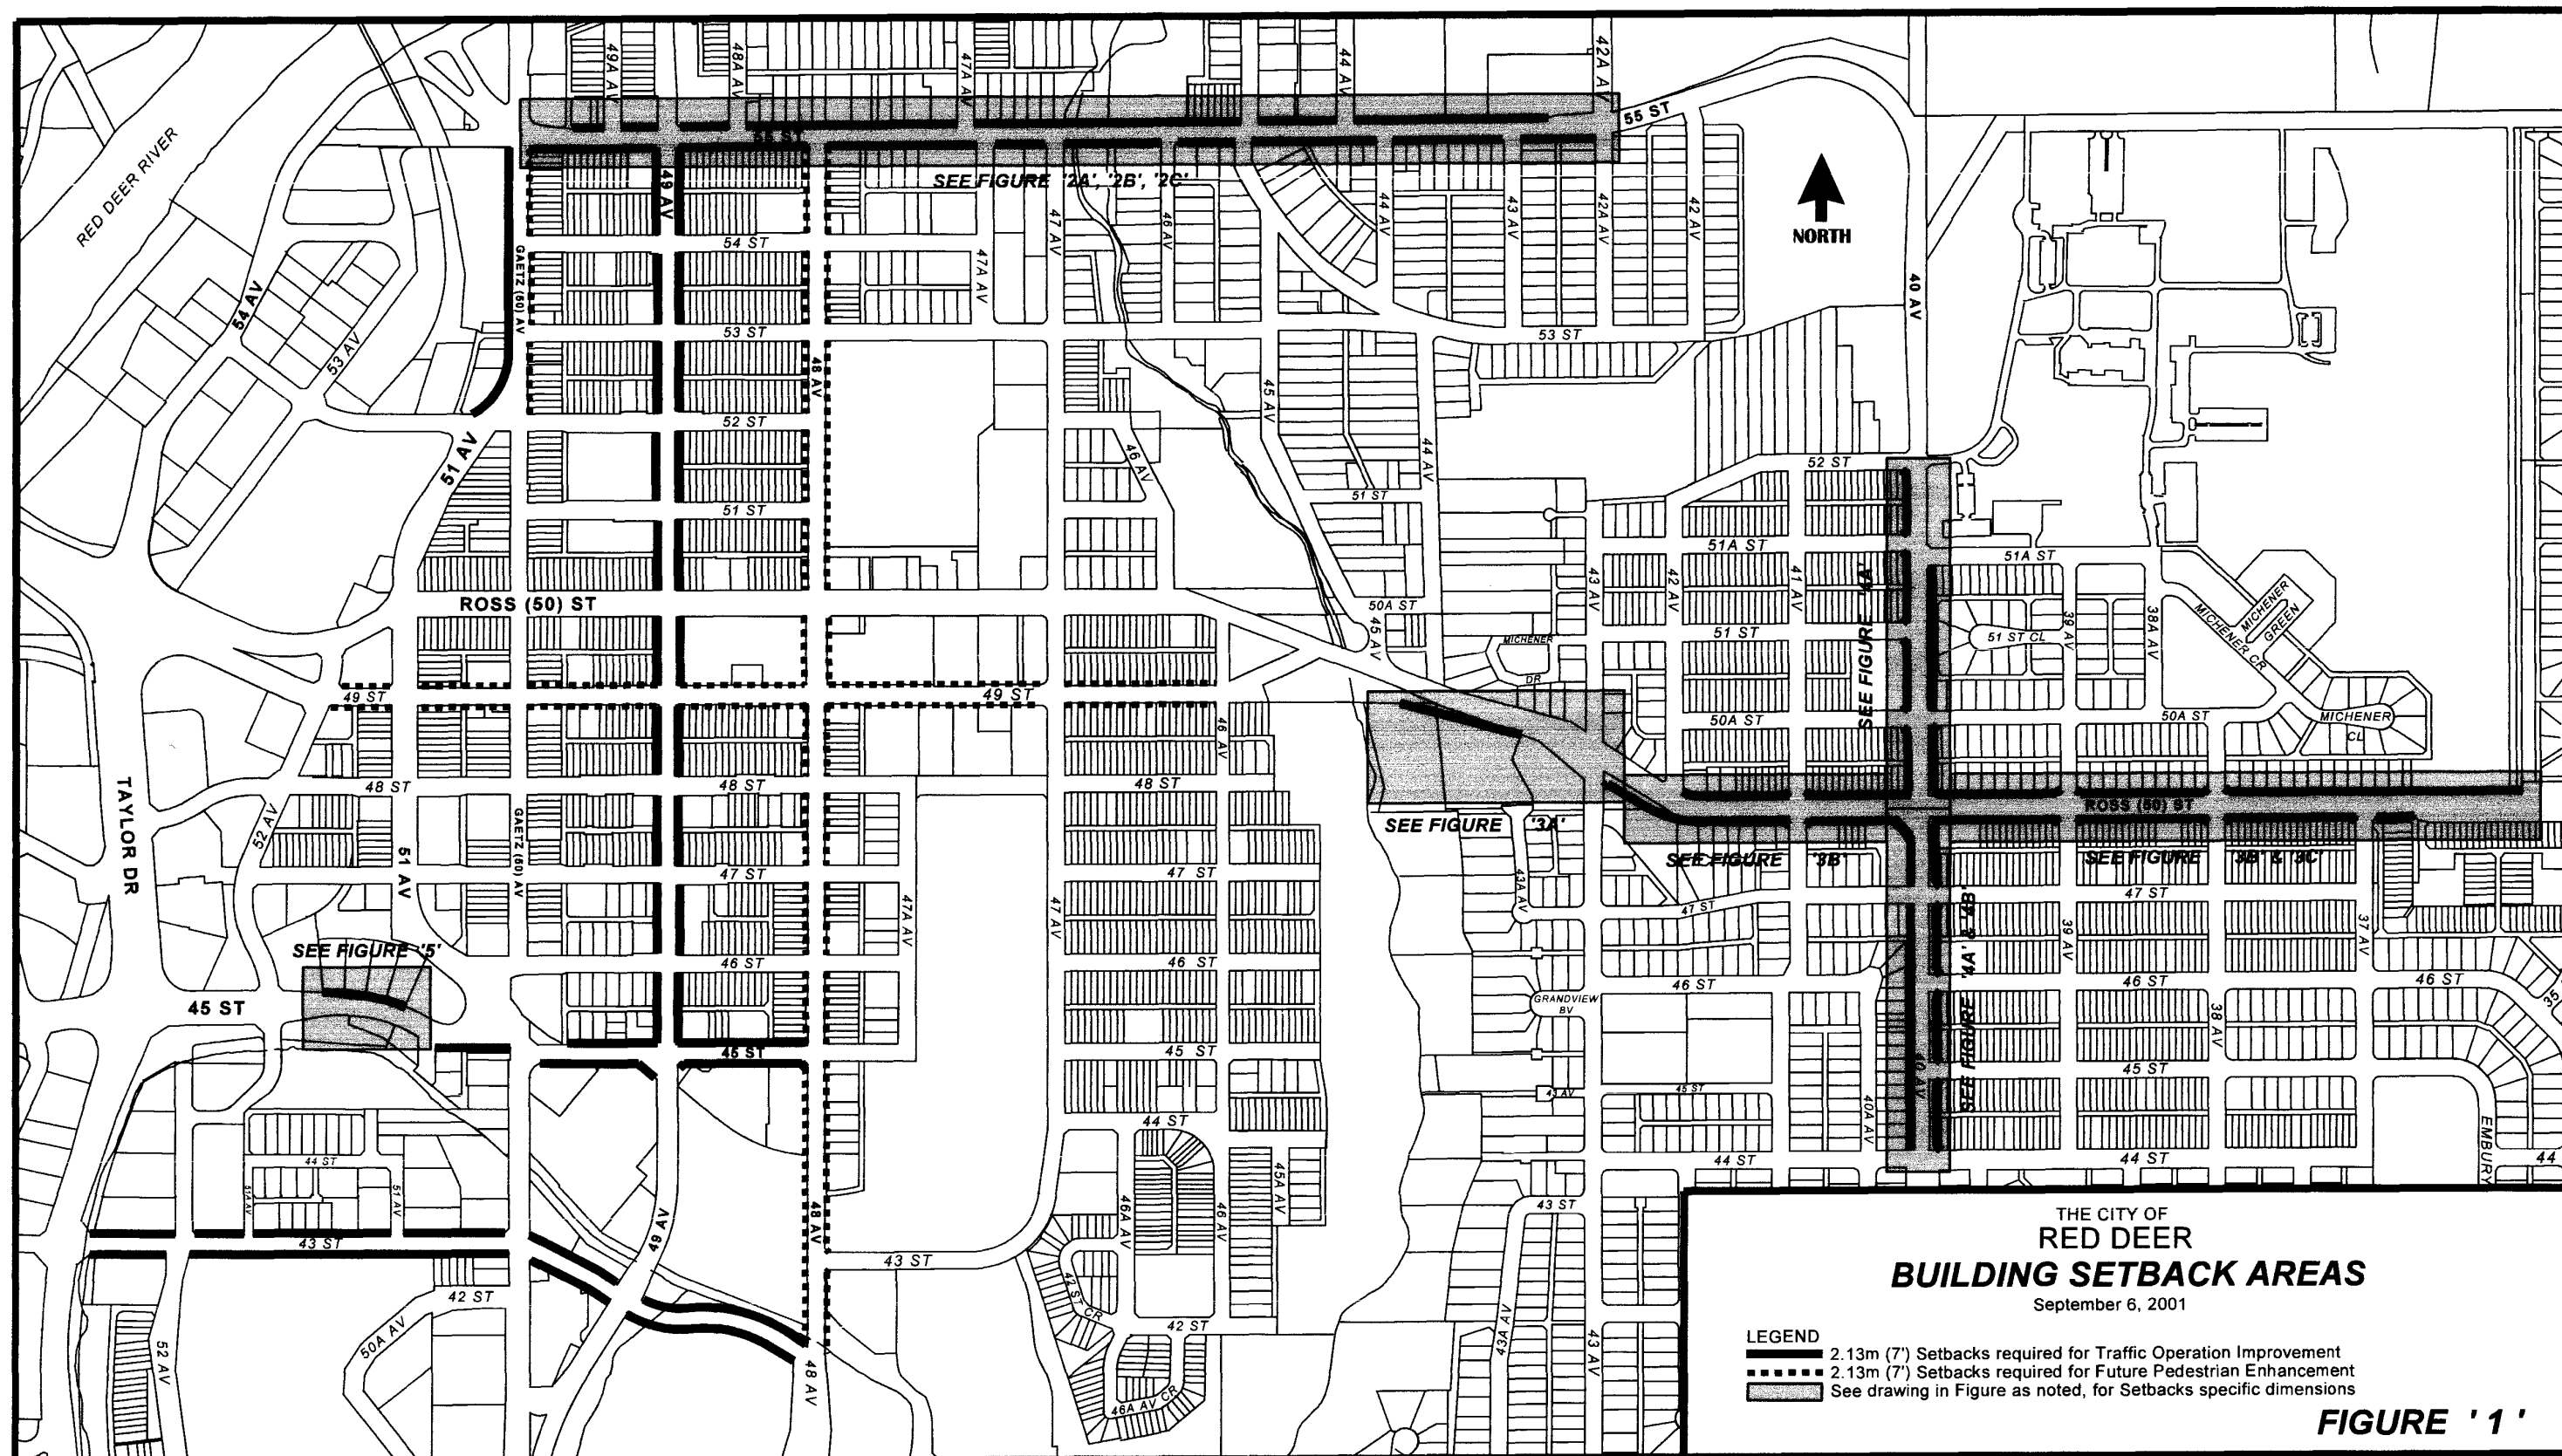 49A AV
48A AV
47A AV
44 AV
42A AV
55 ST
55 ST
RED DEER RIVER
49 AV
SEE FIGURE '2A', '2B', '2C'
NORTH
54 ST
47A AV
47 AV
46 AV
44 AV
43 AV
42A AV
42 AV
40 AV
GAETZ (50) AV
54 AV
53 AV
53 ST
53 ST
48 AV
45 AV
52 ST
51 AV
46 AV
44 AV
52 ST
51 ST
51 ST
51A ST
51A ST
43 AV
42 AV
41 AV
SEE FIGURE '4A'
ROSS (50) ST
50A ST
45 AV
MICHENER
DR
51 ST
51 ST CL
39 AV
38A AV
MICHENER CR
MICHENER
GREEN
49 ST
49 ST
46 AV
50A ST
50A ST
MICHENER
CL
TAYLOR DR
48 ST
48 ST
48 ST
52 AV
GAETZ (50) AV
51 AV
ROSS (50) ST
SEE FIGURE '3A'
SEE FIGURE '3B'
SEE FIGURE '3B' & '3C'
47 ST
47 ST
47 ST
47 ST
47A AV
47 AV
43A AV
39 AV
37 AV
SEE FIGURE '4A' & '4B'
SEE FIGURE '5'
46 ST
46 ST
46 ST
46 ST
46 ST
GRANDVIEW
BV
45 ST
45 ST
45 ST
45 ST
45 ST
38 AV
35
40 AV
43 AV
40A AV
44 ST
44 ST
44 ST
44 ST
44
EMBURY
51A AV
51 AV
45A AV
46A AV
46 AV
43 ST
43 ST
43 ST
49 AV
48 AV
42 ST
42 ST CR
42 ST
50A AV
52 AV
48 AV
46A AV CR
43A AV
43 AV
THE CITY OF
RED DEER
BUILDING SETBACK AREAS
September 6, 2001
LEGEND
2.13m (7') Setbacks required for Traffic Operation Improvement
2.13m (7') Setbacks required for Future Pedestrian Enhancement
See drawing in Figure as noted, for Setbacks specific dimensions
FIGURE ' 1 '